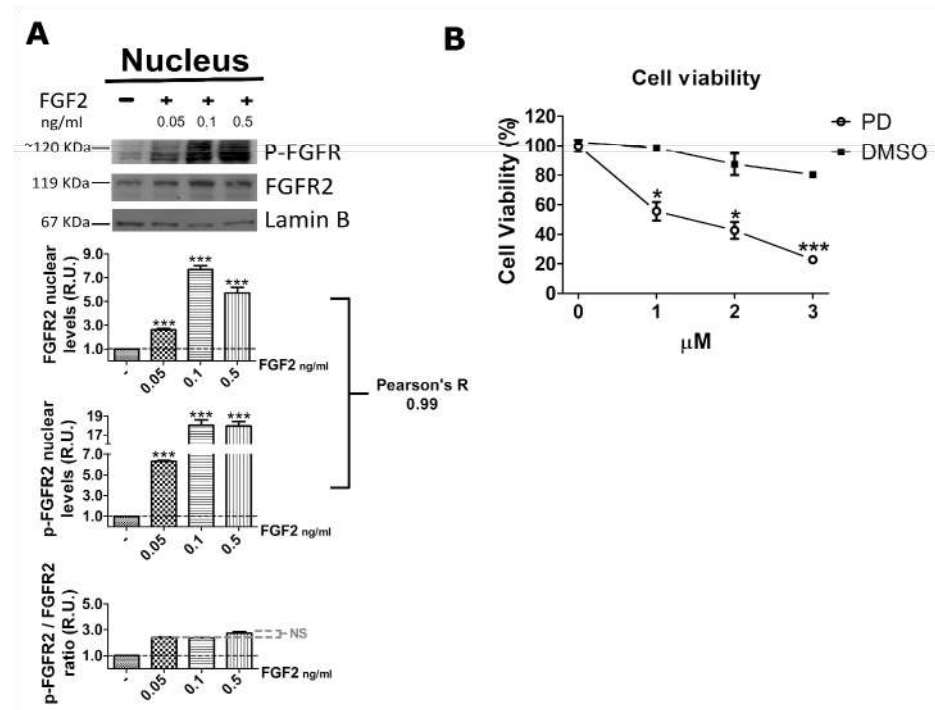 A
Nucleus
FGF2 - + + +
ng/ml 0.05 0.1 0.5
~120 KDa P-FGFR
119 KDa FGFR2
67 KDa Lamin B
FGFR2 nuclear
levels (R.U.)
9.0
7.0
5.0
3.0
1.0
*** *** ***
- 0.05 0.1 0.5
FGF2 ng/ml
Pearson's R
0.99
p-FGFR2 nuclear
levels (R.U.)
19
17
7.0
5.0
3.0
1.0
*** *** ***
- 0.05 0.1 0.5
FGF2 ng/ml
p-FGFR2 / FGFR2
ratio (R.U.)
5.0
3.0
1.0
NS
- 0.05 0.1 0.5
FGF2 ng/ml
B
Cell viability
Cell Viability (%)
120
100
80
60
40
20
0
* * ***
0 1 2 3
μM
PD
DMSO